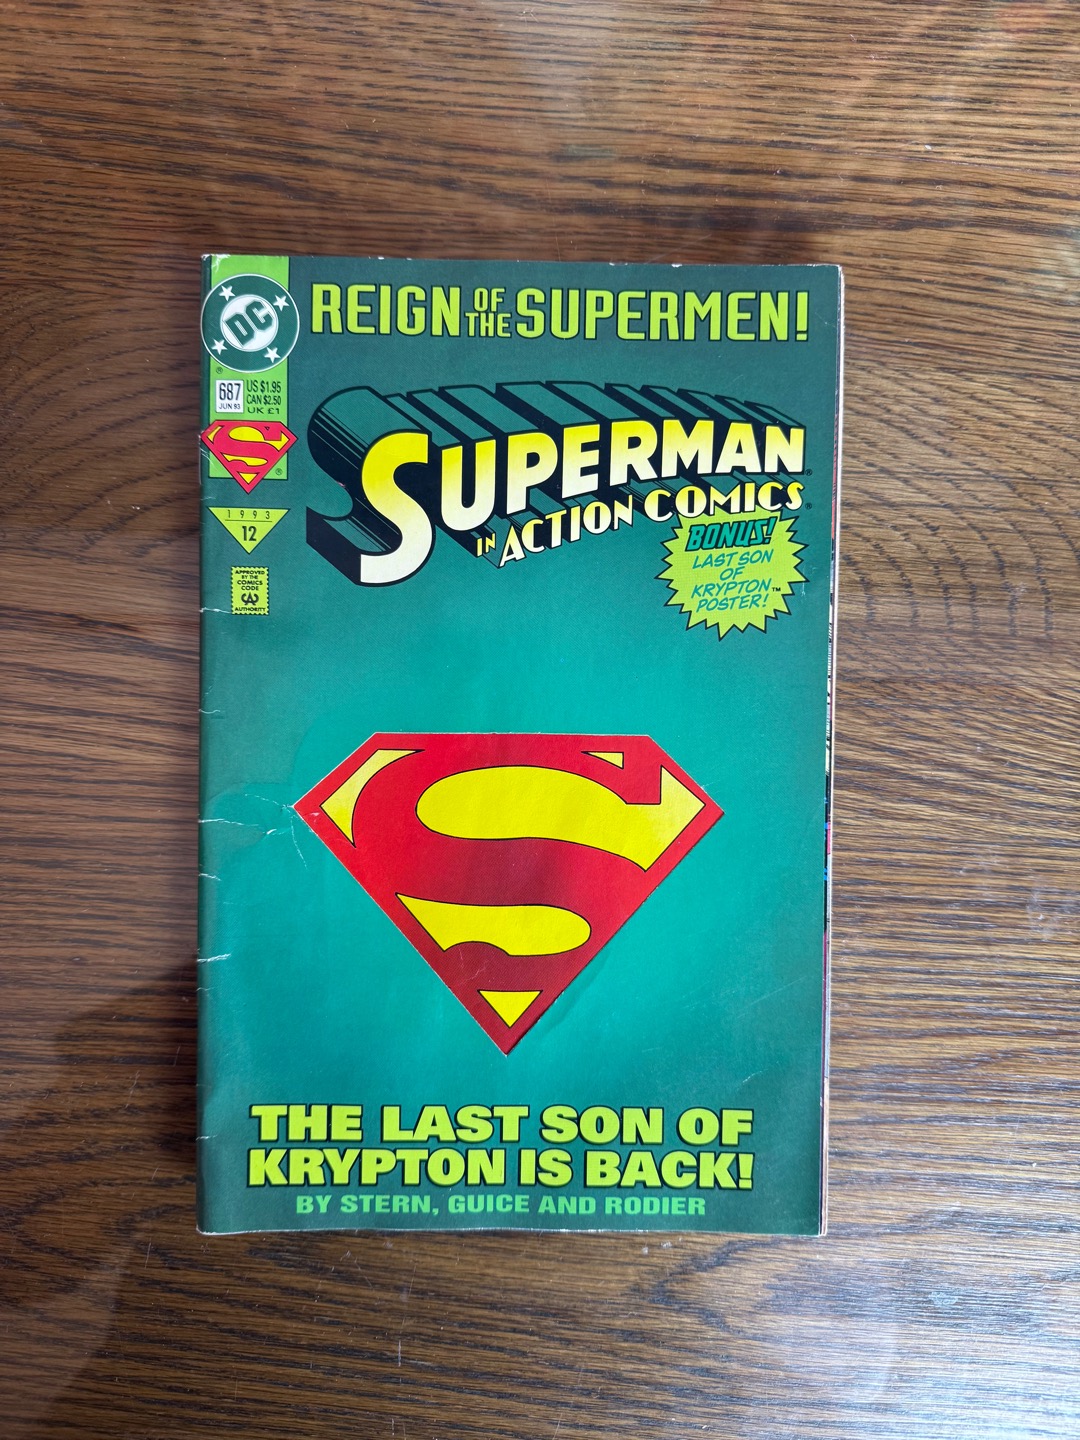 REIGN OF THE SUPERMEN!
DC
®
687
JUN 93
US $1.95
CAN $2.50
UK £1
S
®
1993
12
APPROVED
BY THE
COMICS
CODE
CA
AUTHORITY
SUPERMAN®
IN ACTION COMICS®
BONUS!
LAST SON
OF
KRYPTON™
POSTER!
S
THE LAST SON OF
KRYPTON IS BACK!
BY STERN, GUICE AND RODIER